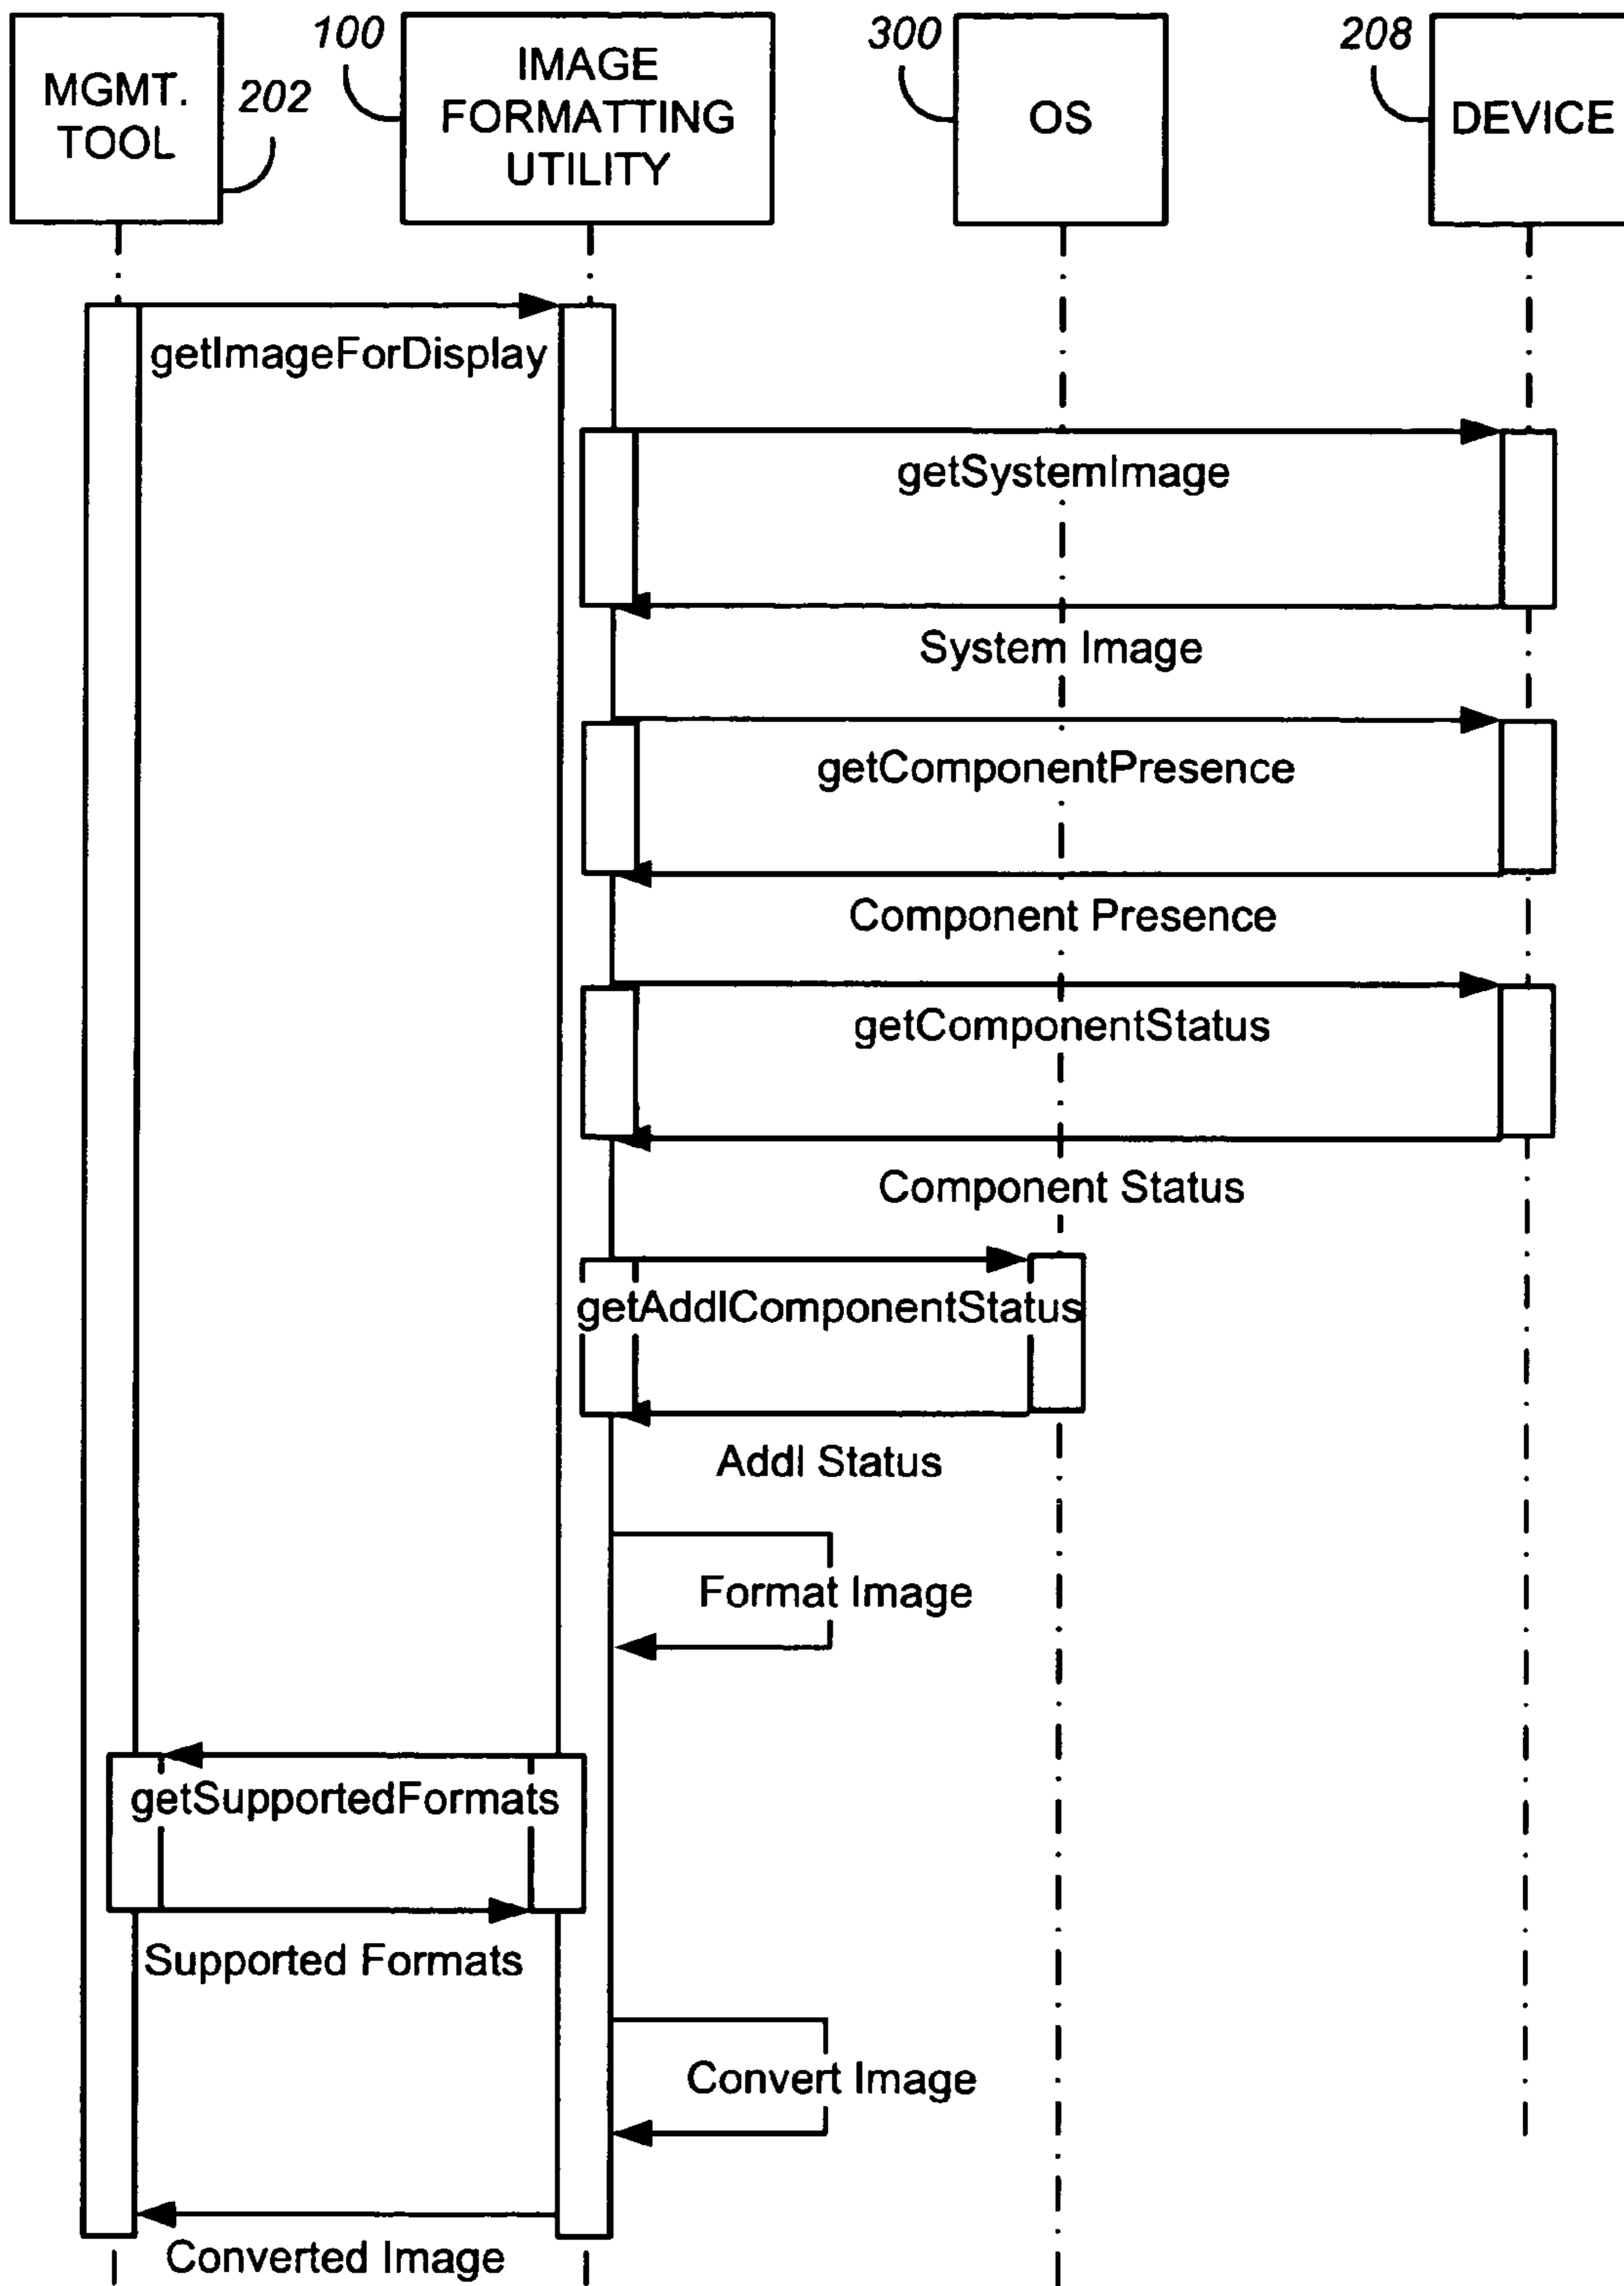 MGMT.
TOOL
202
100
IMAGE
FORMATTING
UTILITY
300
OS
208
DEVICE
getImageForDisplay
getSystemImage
System Image
getComponentPresence
Component Presence
getComponentStatus
Component Status
getAddlComponentStatus
Addl Status
Format Image
getSupportedFormats
Supported Formats
Convert Image
Converted Image